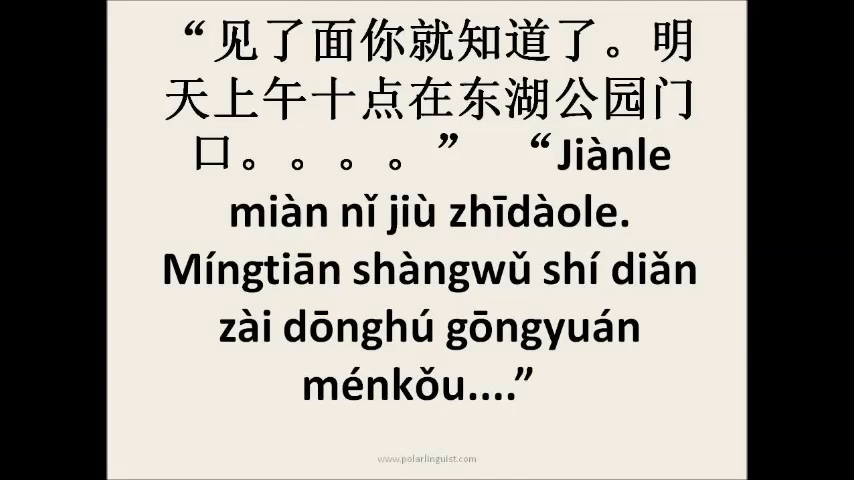 “见了面你就知道了。明
天上午十点在东湖公园门
口。。。。” “Jiànle
miàn nǐ jiù zhīdàole.
Míngtiān shàngwǔ shí diǎn
zài dōnghú gōngyuán
ménkǒu....”
www.polarlinguist.com